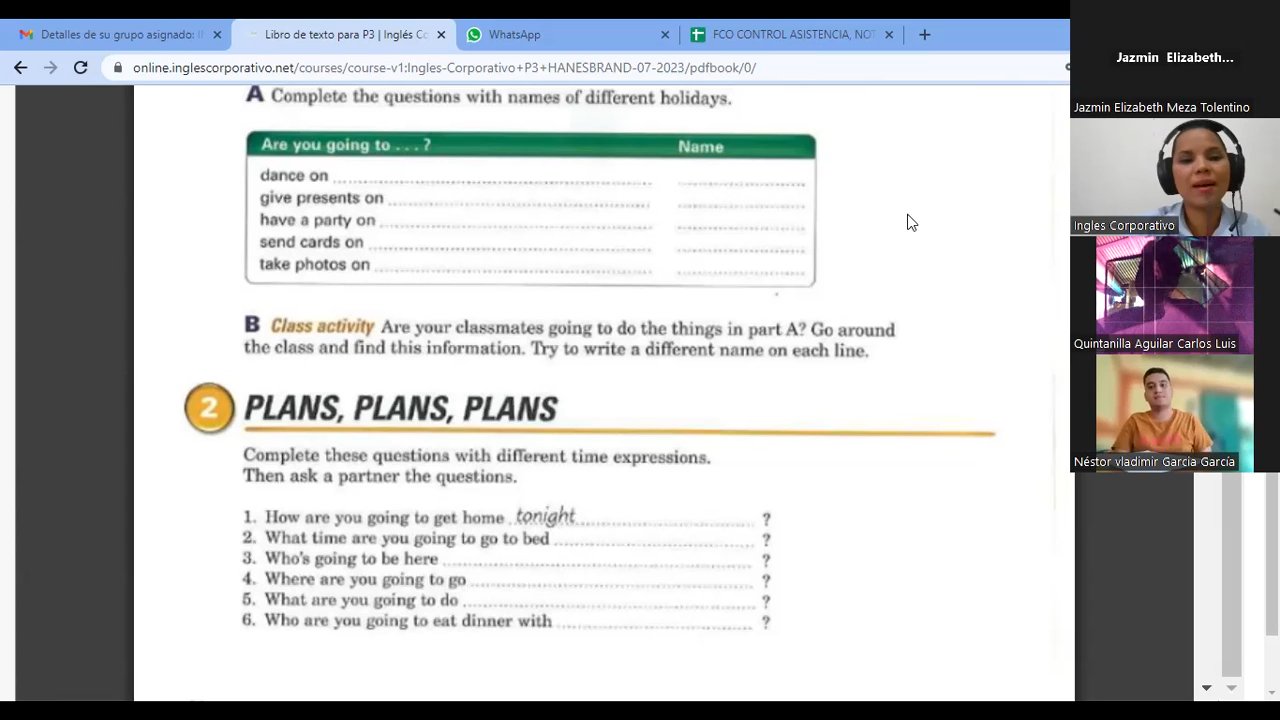 Detalles de su grupo asignado: I
Libro de texto para P3 | Inglés Co
WhatsApp
FCO CONTROL ASISTENCIA, NOT
online.inglescorporativo.net/courses/course-v1:Ingles-Corporativo+P3+HANESBRAND-07-2023/pdfbook/0/
A Complete the questions with names of different holidays.
Are you going to . . . ? Name
dance on
give presents on
have a party on
send cards on
take photos on
B Class activity Are your classmates going to do the things in part A? Go around
the class and find this information. Try to write a different name on each line.
2 PLANS, PLANS, PLANS
Complete these questions with different time expressions.
Then ask a partner the questions.
1. How are you going to get home tonight ?
2. What time are you going to go to bed ?
3. Who's going to be here ?
4. Where are you going to go ?
5. What are you going to do ?
6. Who are you going to eat dinner with ?
Jazmin Elizabeth...
Jazmin Elizabeth Meza Tolentino
Ingles Corporativo
Quintanilla Aguilar Carlos Luis
Néstor vladimir Garcia García